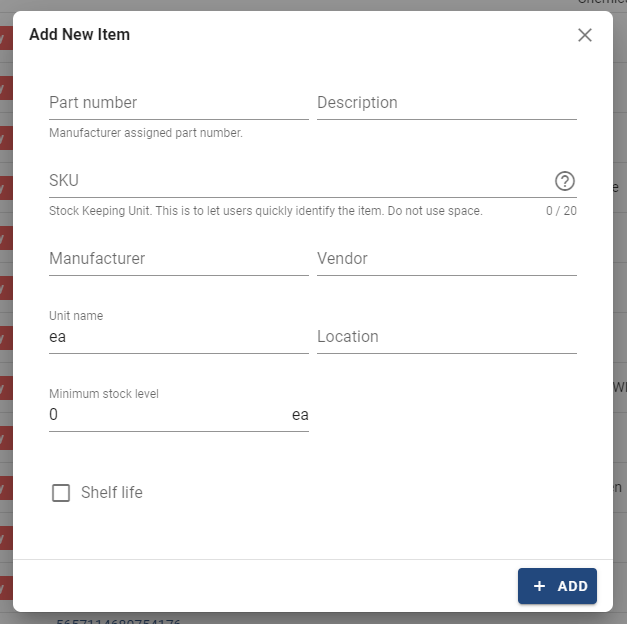 Add New Item
Part number
Description
Manufacturer assigned part number.
SKU
Stock Keeping Unit. This is to let users quickly identify the item. Do not use space.
0 / 20
Manufacturer
Vendor
Unit name
ea
Location
Minimum stock level
0
ea
Shelf life
+ ADD